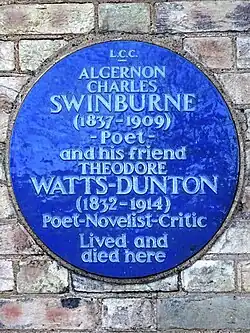 L.C.C.
ALGERNON
CHARLES
SWINBURNE
(1837-1909)
-Poet-
and his friend
THEODORE
WATTS-DUNTON
(1832-1914)
Poet-Novelist-Critic
Lived and
died here